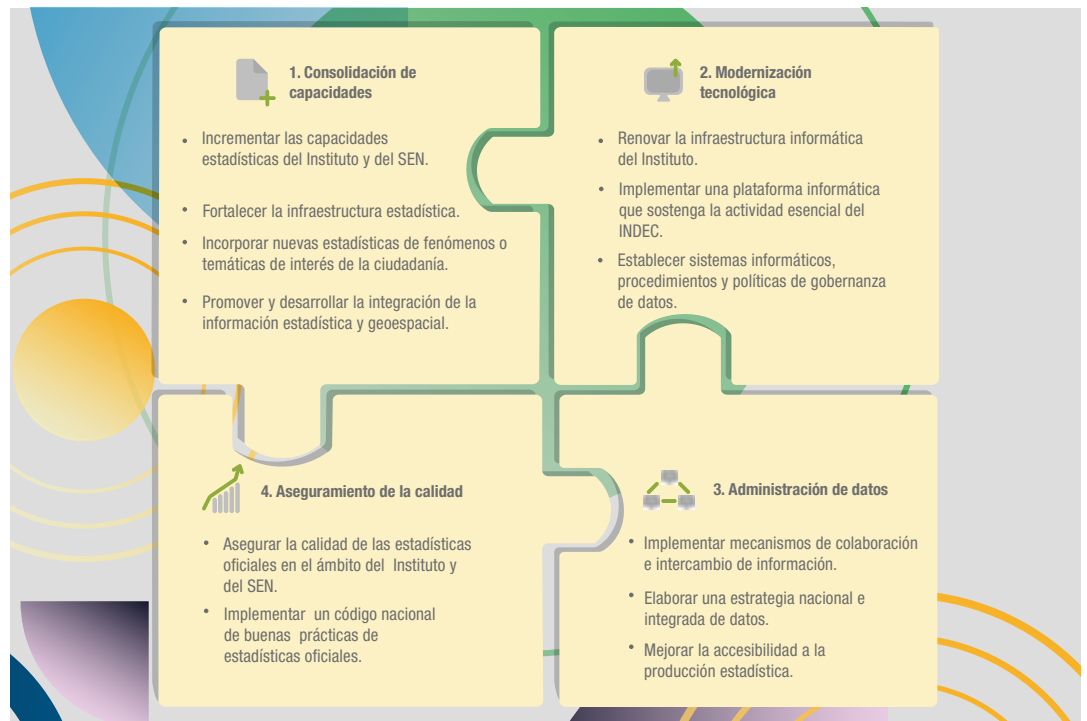 1. Consolidación de
capacidades
• Incrementar las capacidades
estadísticas del Instituto y del SEN.
• Fortalecer la infraestructura estadística.
• Incorporar nuevas estadísticas de fenómenos o
temáticas de interés de la ciudadanía.
• Promover y desarrollar la integración de la
información estadística y geoespacial.
2. Modernización
tecnológica
• Renovar la infraestructura informática
del Instituto.
• Implementar una plataforma informática
que sostenga la actividad esencial del
INDEC.
• Establecer sistemas informáticos,
procedimientos y políticas de gobernanza
de datos.
3. Administración de datos
• Implementar mecanismos de colaboración
e intercambio de información.
• Elaborar una estrategia nacional e
integrada de datos.
• Mejorar la accesibilidad a la
producción estadística.
4. Aseguramiento de la calidad
• Asegurar la calidad de las estadísticas
oficiales en el ámbito del Instituto y
del SEN.
• Implementar un código nacional
de buenas prácticas de
estadísticas oficiales.